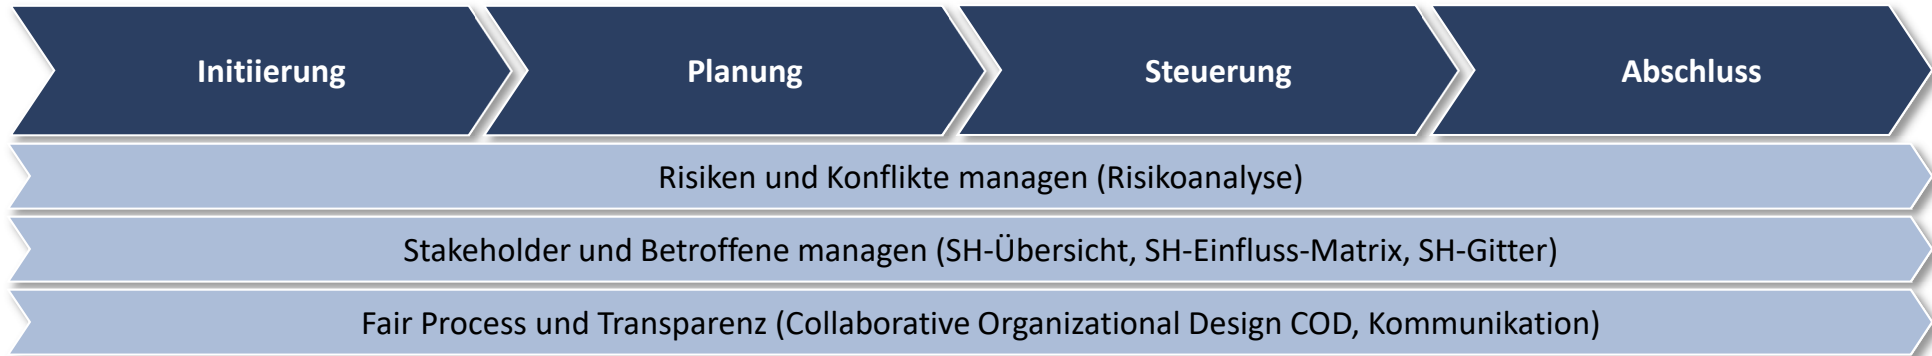 Initiierung
Planung
Steuerung
Abschluss
Risiken und Konflikte managen (Risikoanalyse)
Stakeholder und Betroffene managen (SH-Übersicht, SH-Einfluss-Matrix, SH-Gitter)
Fair Process und Transparenz (Collaborative Organizational Design COD, Kommunikation)